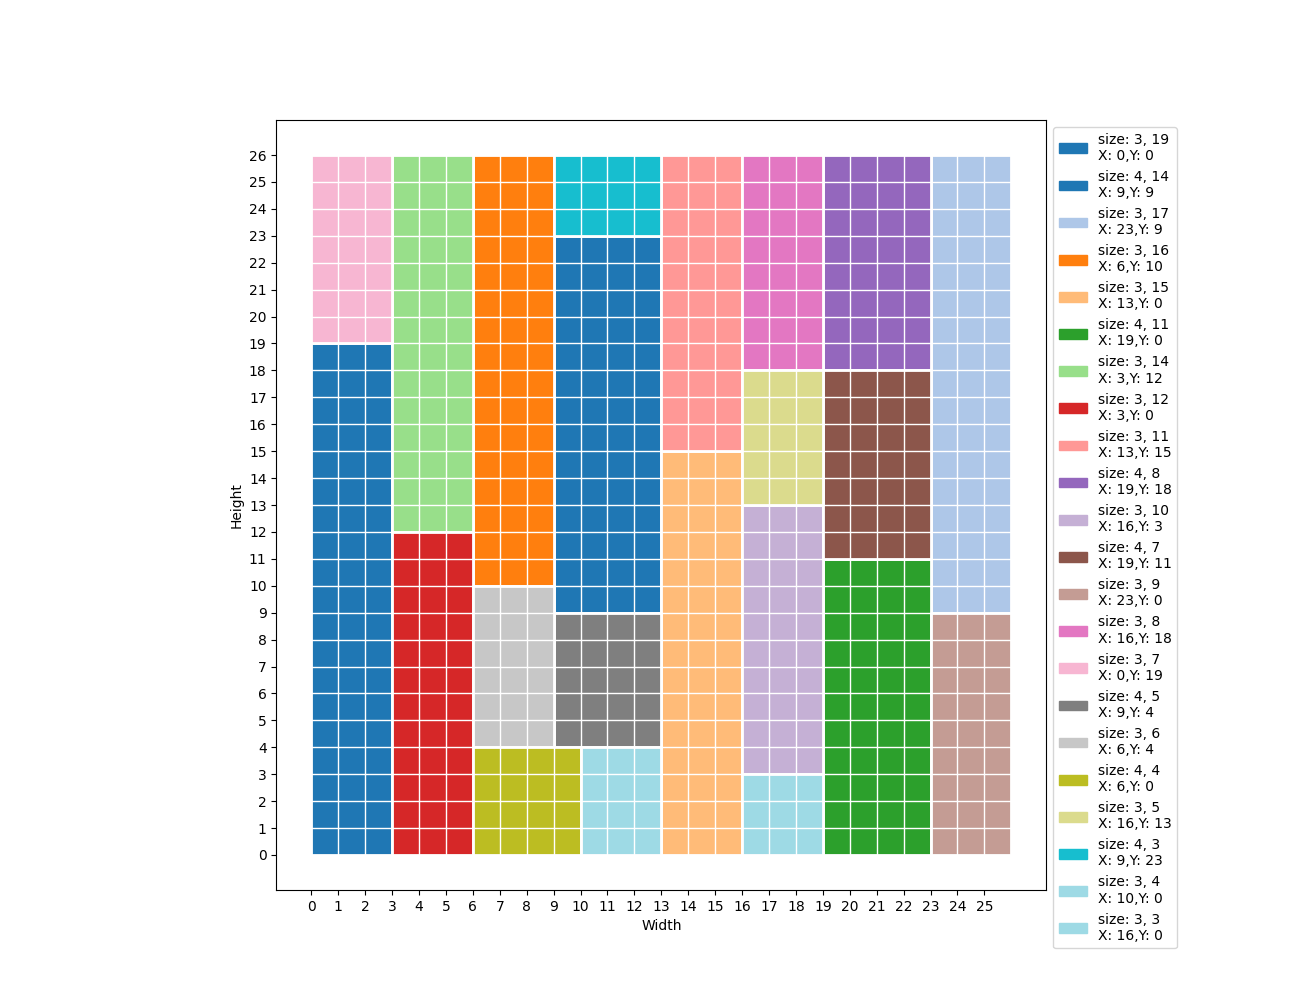 26
25
24
23
22
21
20
19
18
17
16
15
14
13
12
11
10
9
8
7
6
5
4
3
2
1
0
Height
0 1 2 3 4 5 6 7 8 9 10 11 12 13 14 15 16 17 18 19 20 21 22 23 24 25
Width
size: 3, 19
X: 0,Y: 0
size: 4, 14
X: 9,Y: 9
size: 3, 17
X: 23,Y: 9
size: 3, 16
X: 6,Y: 10
size: 3, 15
X: 13,Y: 0
size: 4, 11
X: 19,Y: 0
size: 3, 14
X: 3,Y: 12
size: 3, 12
X: 3,Y: 0
size: 3, 11
X: 13,Y: 15
size: 4, 8
X: 19,Y: 18
size: 3, 10
X: 16,Y: 3
size: 4, 7
X: 19,Y: 11
size: 3, 9
X: 23,Y: 0
size: 3, 8
X: 16,Y: 18
size: 3, 7
X: 0,Y: 19
size: 4, 5
X: 9,Y: 4
size: 3, 6
X: 6,Y: 4
size: 4, 4
X: 6,Y: 0
size: 3, 5
X: 16,Y: 13
size: 4, 3
X: 9,Y: 23
size: 3, 4
X: 10,Y: 0
size: 3, 3
X: 16,Y: 0